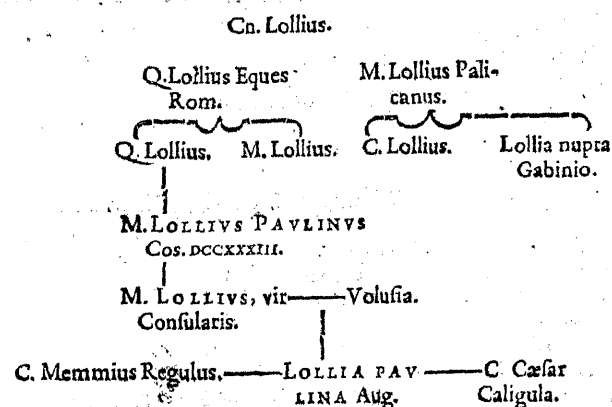 Cn. Lollius.
Q. Lollius Eques
Rom.
M. Lollius Pali-
canus.
Q. Lollius. M. Lollius. C. Lollius. Lollia nupta
Gabinio.
M. LOLLIVS PAVLINVS
Cos. DCCXXXIII.
M. LOLLIVS, vir Volusia.
Consularis.
C. Memmius Regulus. LOLLIA PAV C Cæsar
LINA Aug. Caligula.